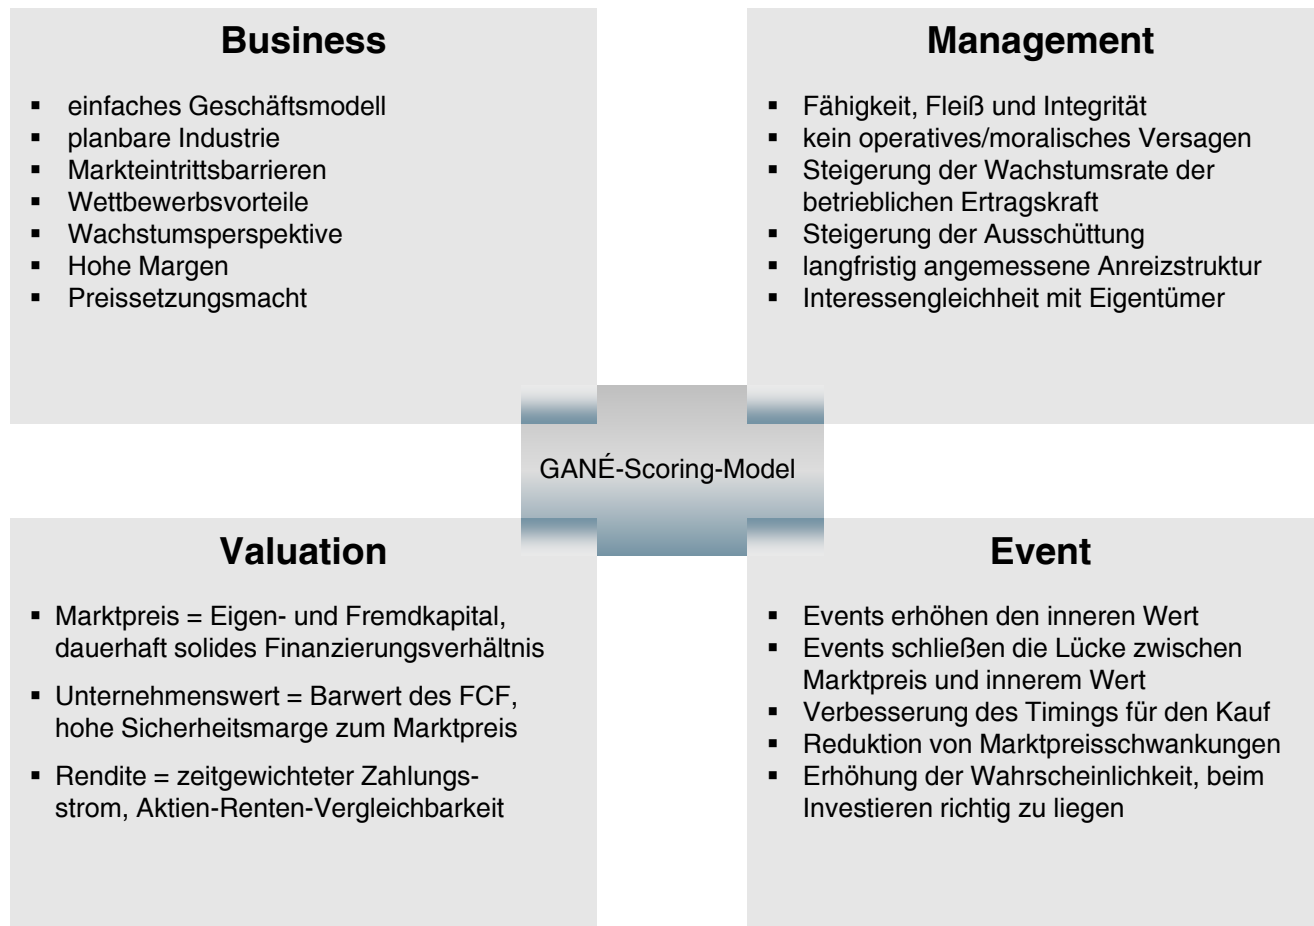 Business
▪ einfaches Geschäftsmodell
▪ planbare Industrie
▪ Markteintrittsbarrieren
▪ Wettbewerbsvorteile
▪ Wachstumsperspektive
▪ Hohe Margen
▪ Preissetzungsmacht
Management
▪ Fähigkeit, Fleiß und Integrität
▪ kein operatives/moralisches Versagen
▪ Steigerung der Wachstumsrate der
betrieblichen Ertragskraft
▪ Steigerung der Ausschüttung
▪ langfristig angemessene Anreizstruktur
▪ Interessengleichheit mit Eigentümer
GANÉ-Scoring-Model
Valuation
▪ Marktpreis = Eigen- und Fremdkapital,
dauerhaft solides Finanzierungsverhältnis
▪ Unternehmenswert = Barwert des FCF,
hohe Sicherheitsmarge zum Marktpreis
▪ Rendite = zeitgewichteter Zahlungs-
strom, Aktien-Renten-Vergleichbarkeit
Event
▪ Events erhöhen den inneren Wert
▪ Events schließen die Lücke zwischen
Marktpreis und innerem Wert
▪ Verbesserung des Timings für den Kauf
▪ Reduktion von Marktpreisschwankungen
▪ Erhöhung der Wahrscheinlichkeit, beim
Investieren richtig zu liegen